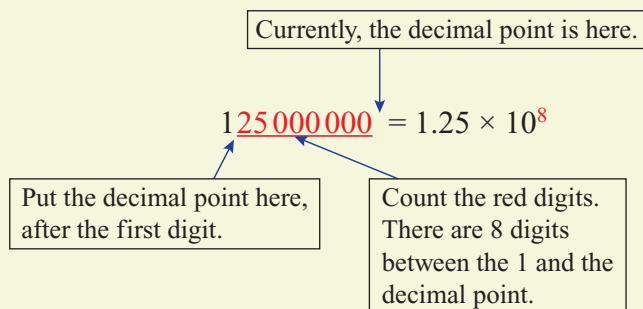 Currently, the decimal point is here.
125 000 000 = 1.25 × 10⁸
Put the decimal point here,
after the first digit.
Count the red digits.
There are 8 digits
between the 1 and the
decimal point.